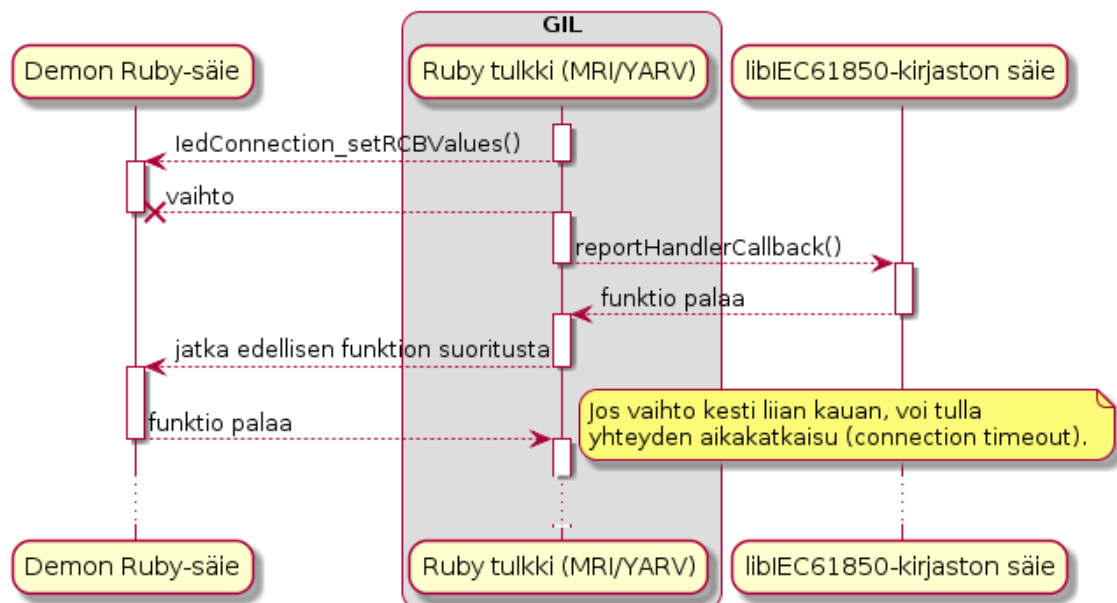 GIL
Demon Ruby-säie
Ruby tulkki (MRI/YARV)
libIEC61850-kirjaston säie
IedConnection_setRCBValues()
vaihto
reportHandlerCallback()
funktio palaa
jatka edellisen funktion suoritusta
Jos vaihto kesti liian kauan, voi tulla
yhteyden aikakatkaisu (connection timeout).
funktio palaa
Demon Ruby-säie
Ruby tulkki (MRI/YARV)
libIEC61850-kirjaston säie